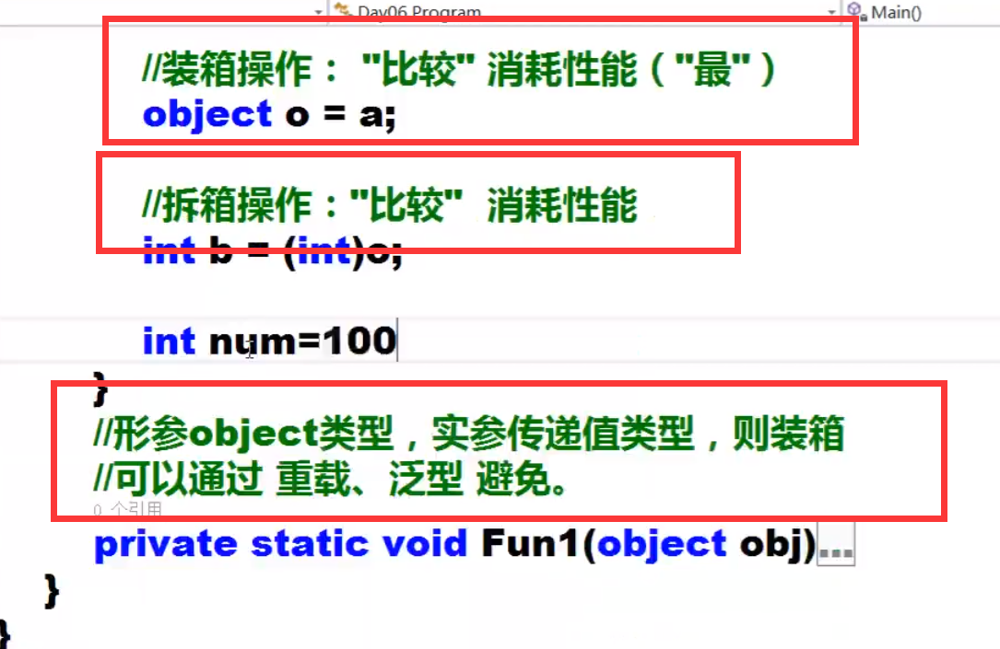 Day06.Program Main()
//装箱操作： "比较" 消耗性能（"最"）
object o = a;
//拆箱操作："比较" 消耗性能
int b = (int)o;
int num=100
}
//形参object类型，实参传递值类型，则装箱
//可以通过 重载、泛型 避免。
0 个引用
private static void Fun1(object obj)...
}
}